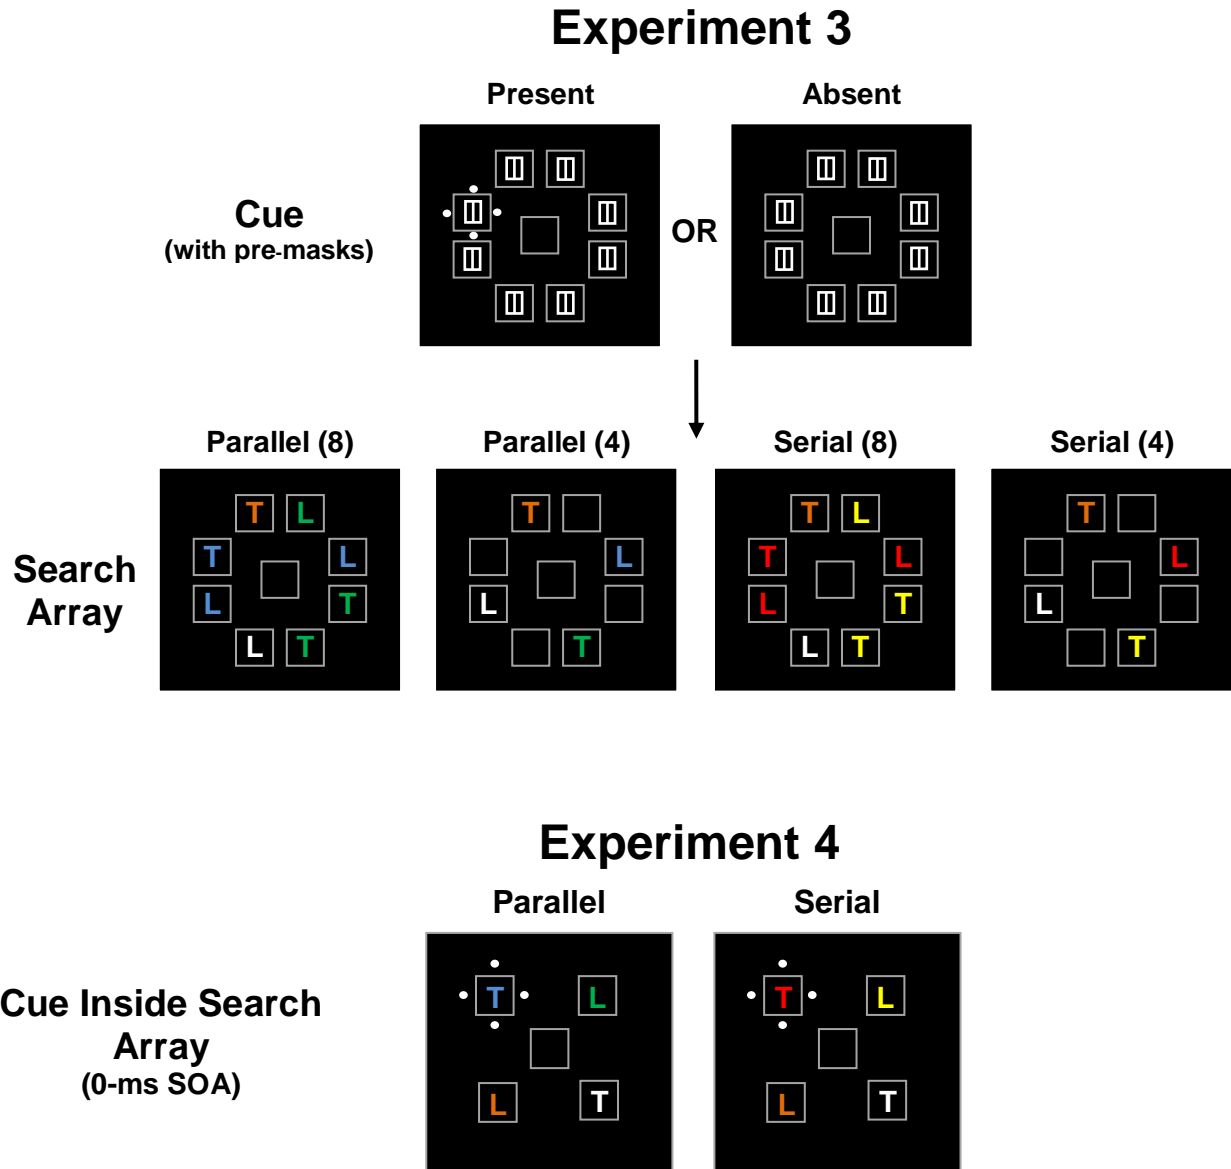 Experiment 3
Present
Absent
Cue
(with pre-masks)
OR
Parallel (8)
Parallel (4)
Serial (8)
Serial (4)
Search
Array
T L
T L
L T
L T
T
L
L
T
T L
T L
L T
L T
T
L
L
T
Experiment 4
Parallel
Serial
Cue Inside Search
Array
(0-ms SOA)
T L
L T
T L
L T